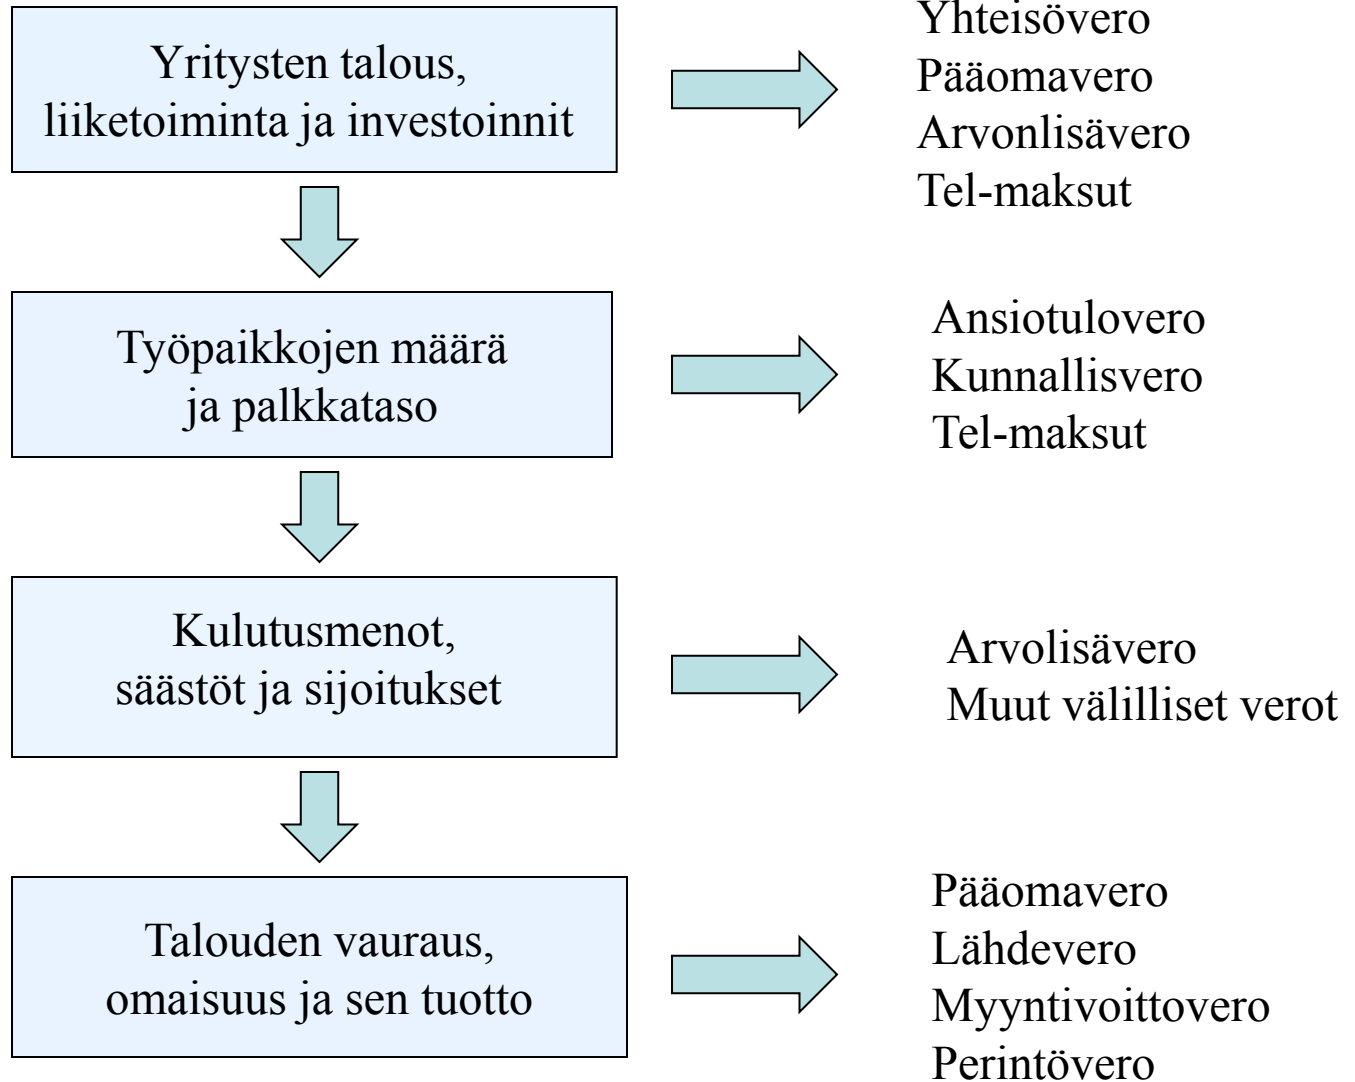 Yritysten talous,
liiketoiminta ja investoinnit
Yhteisövero
Pääomavero
Arvonlisävero
Tel-maksut
Työpaikkojen määrä
ja palkkataso
Ansiotulovero
Kunnallisvero
Tel-maksut
Kulutusmenot,
säästöt ja sijoitukset
Arvolisävero
Muut välilliset verot
Talouden vauraus,
omaisuus ja sen tuotto
Pääomavero
Lähdevero
Myyntivoittovero
Perintövero